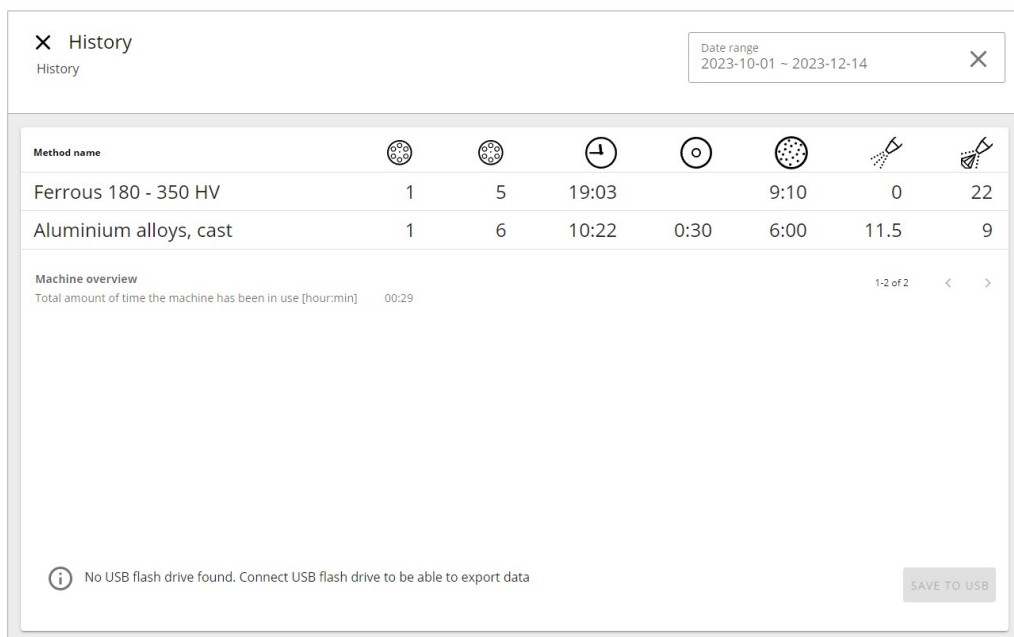 History
History
Date range
2023-10-01 ~ 2023-12-14
Method name
Ferrous 180 - 350 HV 1 5 19:03 9:10 0 22
Aluminium alloys, cast 1 6 10:22 0:30 6:00 11.5 9
Machine overview
Total amount of time the machine has been in use [hour:min] 00:29
1-2 of 2
No USB flash drive found. Connect USB flash drive to be able to export data
SAVE TO USB